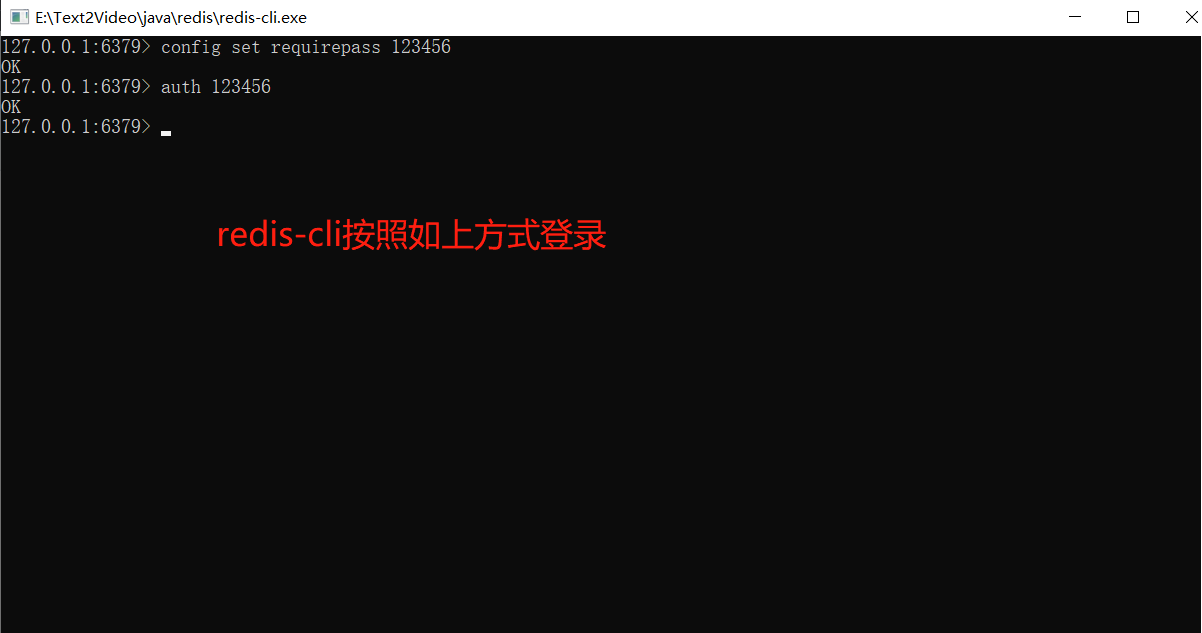 E:\Text2Video\java\redis\redis-cli.exe
127.0.0.1:6379> config set requirepass 123456
OK
127.0.0.1:6379> auth 123456
OK
127.0.0.1:6379>
redis-cli按照如上方式登录